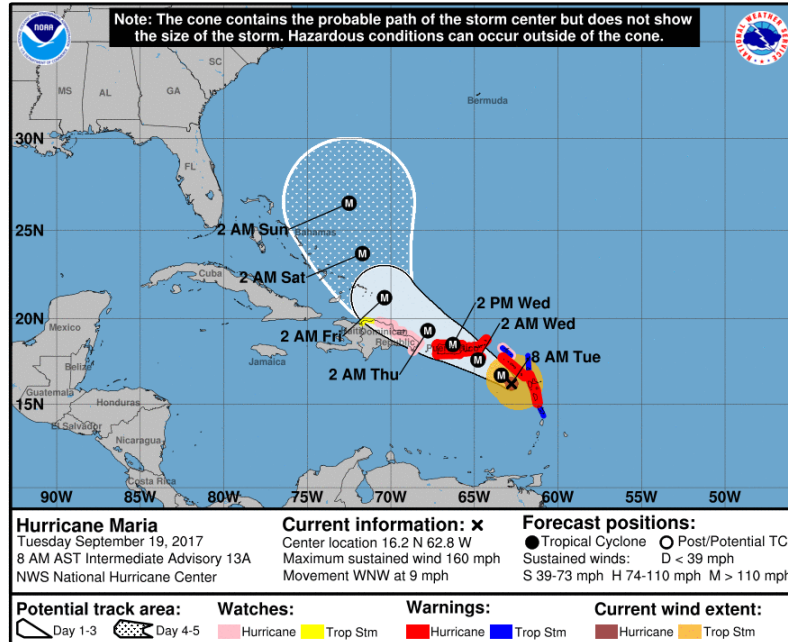 Note: The cone contains the probable path of the storm center but does not show
the size of the storm. Hazardous conditions can occur outside of the cone.
NOAA
NATIONAL WEATHER SERVICE
SC
MS
AL
GA
Bermuda
30N
FL
25N
2 AM Sun
Bahamas
2 AM Sat
Cuba
20N
2 PM Wed
Mexico
2 AM Fri
Dominican
Republic
2 AM Wed
Jamaica
2 AM Thu
8 AM Tue
Belize
Guatemala
Honduras
15N
El Salvador
Nicaragua
Costa Rica
M
M
M
M
M
M
M
90W
85W
80W
75W
70W
65W
60W
55W
50W
Hurricane Maria
Tuesday September 19, 2017
8 AM AST Intermediate Advisory 13A
NWS National Hurricane Center
Current information: x
Center location 16.2 N 62.8 W
Maximum sustained wind 160 mph
Movement WNW at 9 mph
Forecast positions:
Tropical Cyclone Post/Potential TC
Sustained winds: D < 39 mph
S 39-73 mph H 74-110 mph M > 110 mph
Potential track area:
Day 1-3 Day 4-5
Watches:
Hurricane Trop Stm
Warnings:
Hurricane Trop Stm
Current wind extent:
Hurricane Trop Stm